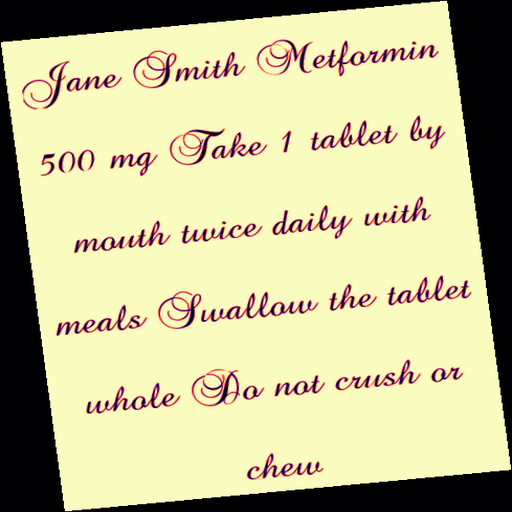 Jane Smith Metformin
500 mg Take 1 tablet by
mouth twice daily with
meals Swallow the tablet
whole Do not crush or
chew